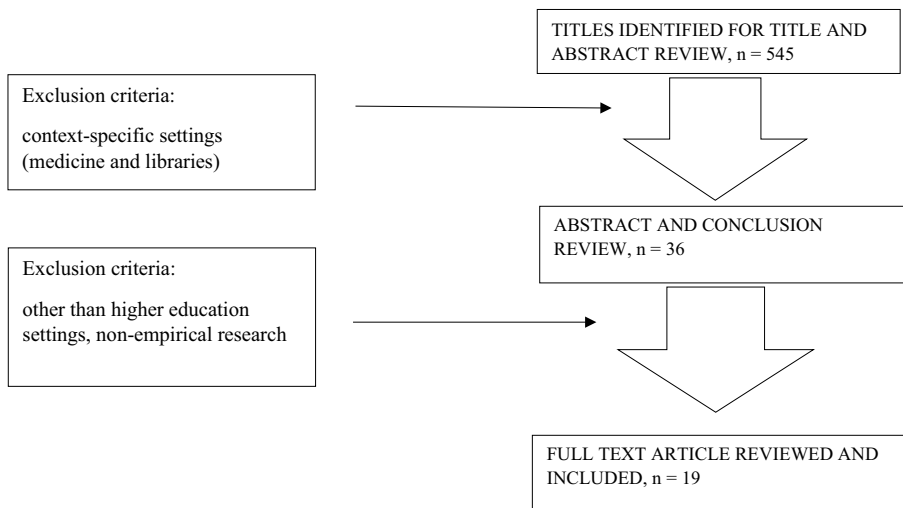 TITLES IDENTIFIED FOR TITLE AND
ABSTRACT REVIEW, n = 545
Exclusion criteria:
context-specific settings
(medicine and libraries)
ABSTRACT AND CONCLUSION
REVIEW, n = 36
Exclusion criteria:
other than higher education
settings, non-empirical research
FULL TEXT ARTICLE REVIEWED AND
INCLUDED, n = 19